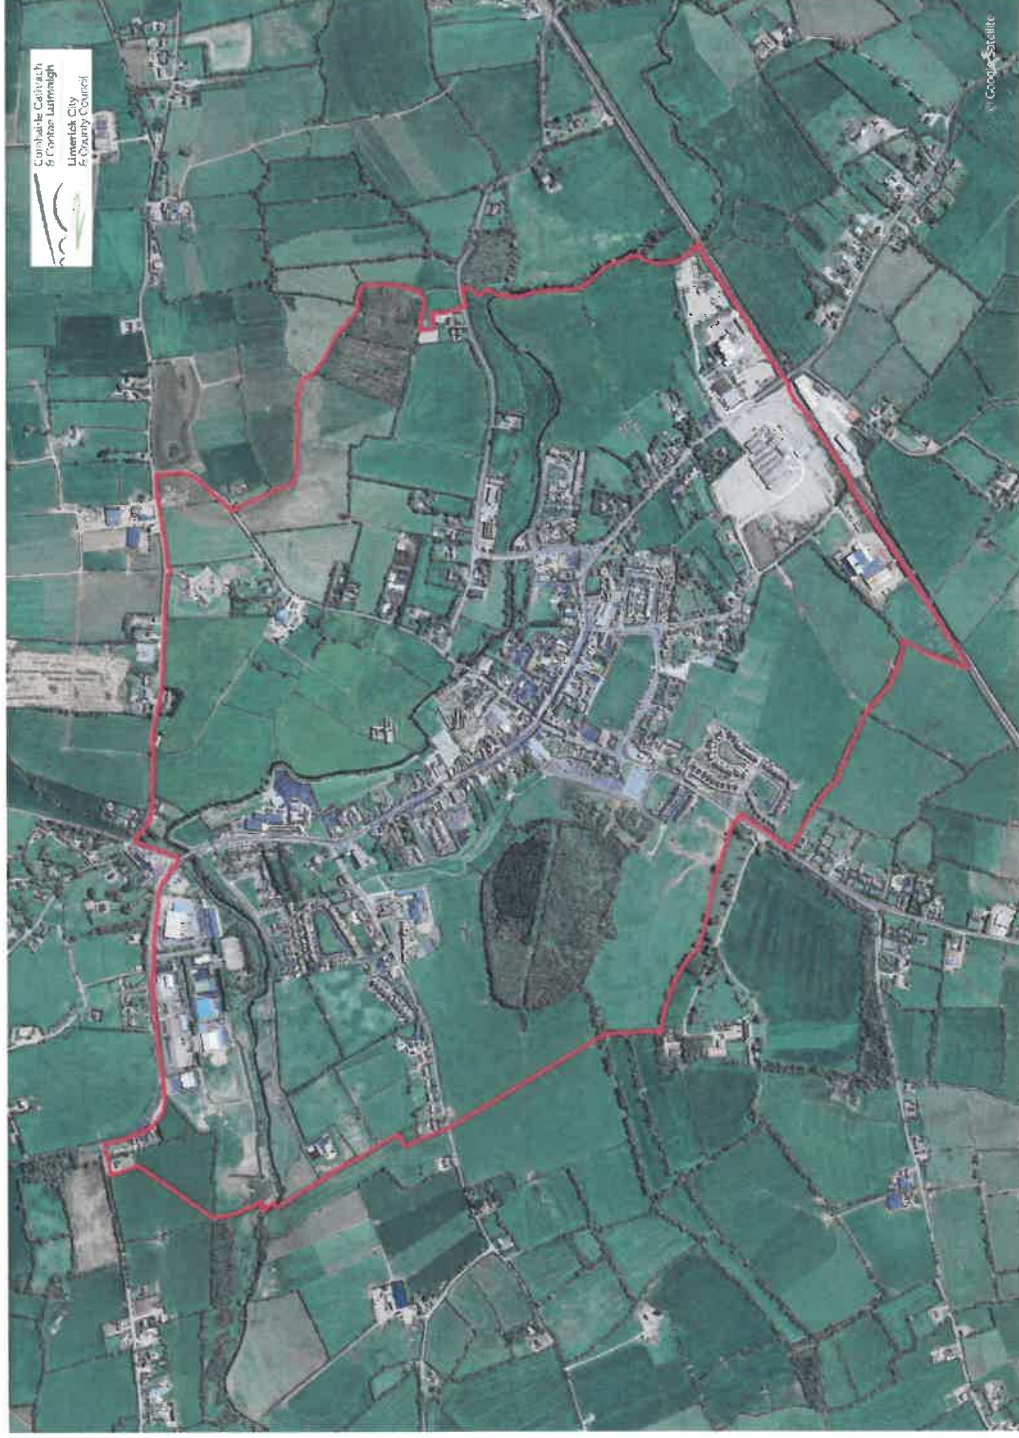 Comhairle Cathrach
& Contae Luimnigh
Limerick City
& County Council
© Google Satellite